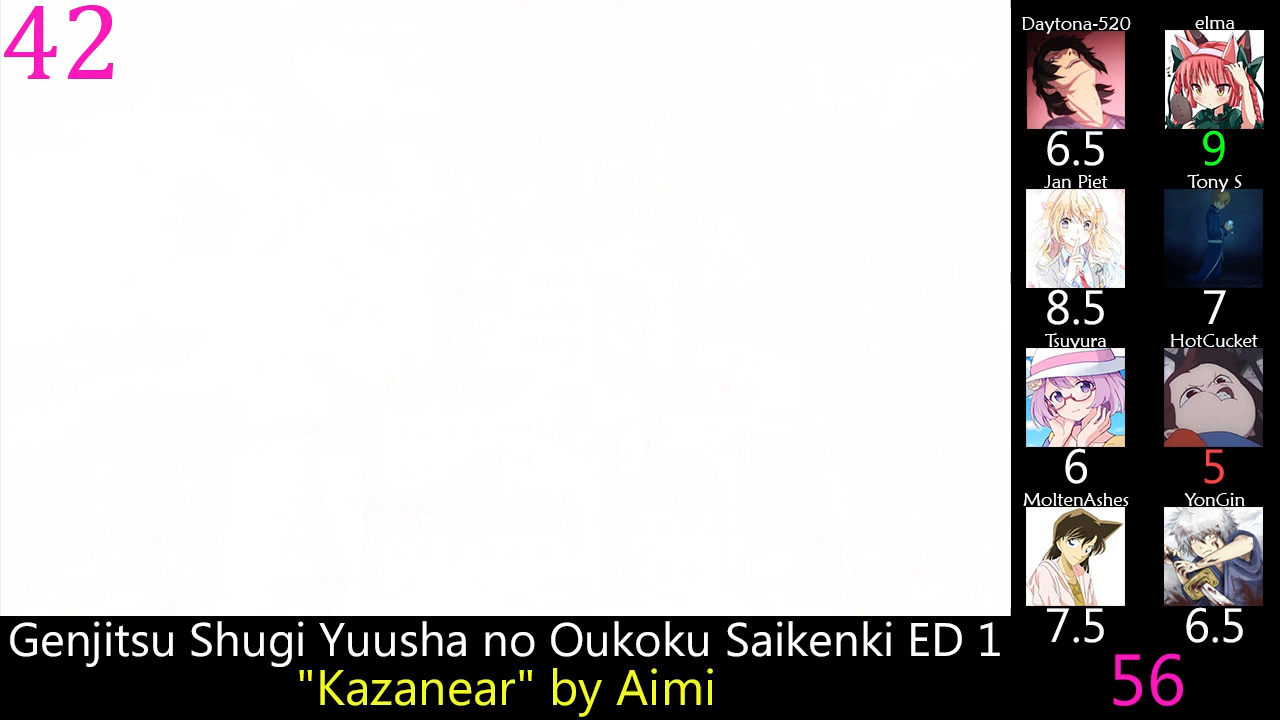 42
Daytona-520
elma
6.5
9
Jan Piet
Tony S
8.5
7
Tsuyura
HotCucket
6
5
MoltenAshes
YonGin
7.5
6.5
Genjitsu Shugi Yuusha no Oukoku Saikenki ED 1
"Kazanear" by Aimi
56